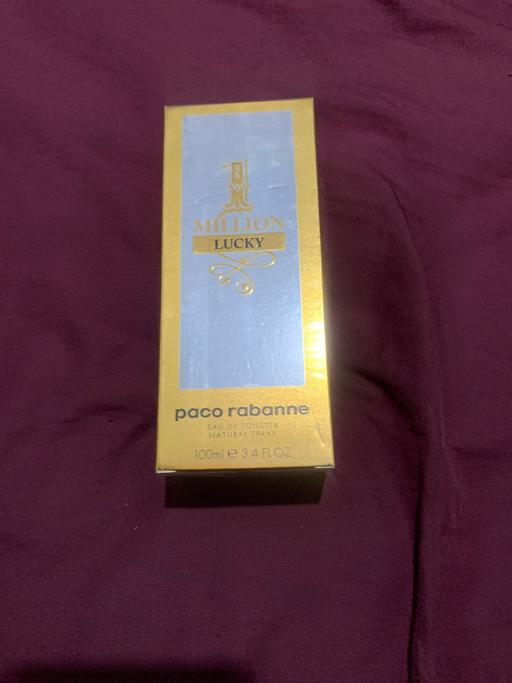 1
MILLION
LUCKY
paco rabanne
EAU DE TOILETTE
NATURAL SPRAY
100ml ℮ 3.4 FL.OZ